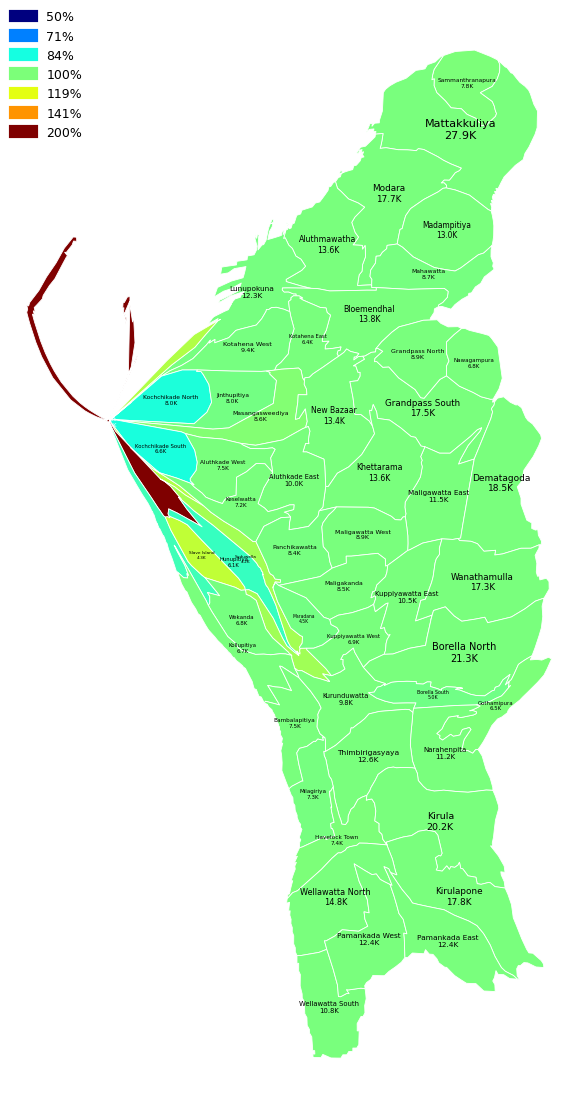 50%
71%
84%
100%
119%
141%
200%
Sammanthranapura
7.8K
Mattakkuliya
27.9K
Modara
17.7K
Madampitiya
13.0K
Aluthmawatha
13.6K
Mahawatta
8.7K
Lunupokuna
12.3K
Bloemendhal
13.8K
Kotahena East
6.4K
Kotahena West
9.4K
Grandpass North
8.9K
Nawagampura
6.8K
Kochchikade North
8.0K
Jinthupitiya
8.0K
Masangasweediya
8.6K
New Bazaar
13.4K
Grandpass South
17.5K
Kochchikade South
6.6K
Aluthkade West
7.5K
Aluthkade East
10.0K
Khettarama
13.6K
Dematagoda
18.5K
Keselwatta
7.2K
Maligawatta East
11.5K
Maligawatta West
8.9K
Panchikawatta
8.4K
Slave Island
4.3K
Hunupitiya
6.1K
Maligakanda
8.5K
Wanathamulla
17.3K
Kuppiyawatta East
10.5K
Wekanda
6.8K
Maradana
4.5K
Kuppiyawatta West
6.9K
Kollupitiya
6.7K
Borella North
21.3K
Kurunduwatta
9.8K
Borella South
5.0K
Gothamipura
6.5K
Bambalapitiya
7.5K
Thimbirigasyaya
12.6K
Narahenpita
11.2K
Milagiriya
7.3K
Kirula
20.2K
Havelock Town
7.4K
Wellawatta North
14.8K
Kirulapone
17.8K
Pamankada West
12.4K
Pamankada East
12.4K
Wellawatta South
10.8K